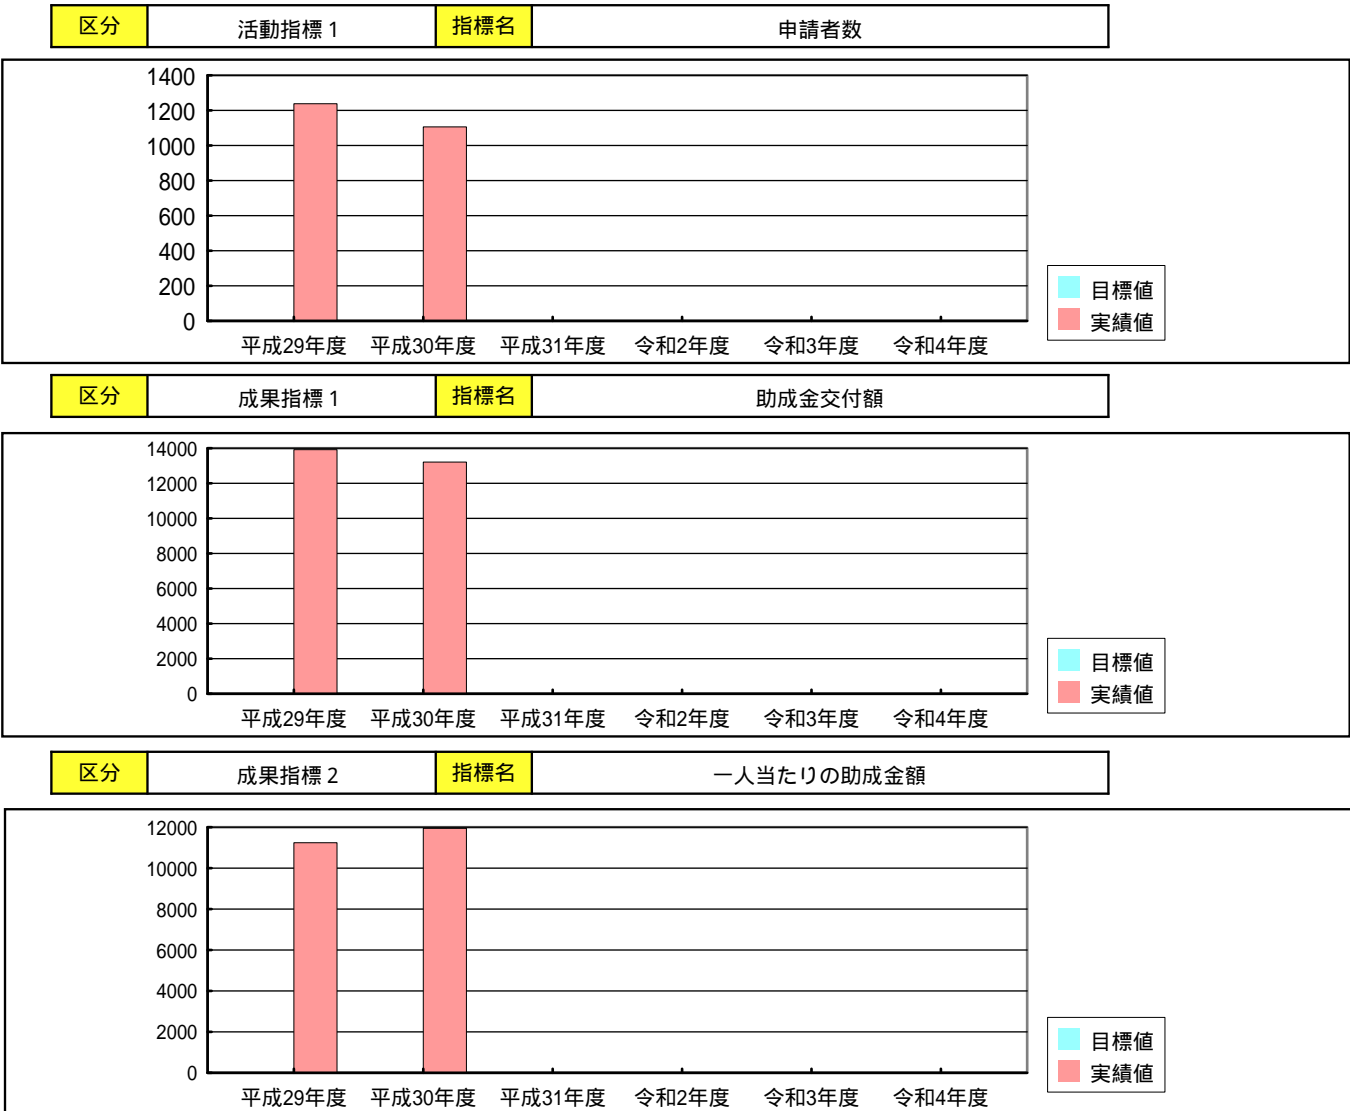 区分 活動指標1 指標名 申請者数
1400
1200
1000
800
600
400
200
0
平成29年度 平成30年度 平成31年度 令和2年度 令和3年度 令和4年度
目標値
実績値
区分 成果指標1 指標名 助成金交付額
14000
12000
10000
8000
6000
4000
2000
0
平成29年度 平成30年度 平成31年度 令和2年度 令和3年度 令和4年度
目標値
実績値
区分 成果指標2 指標名 一人当たりの助成金額
12000
10000
8000
6000
4000
2000
0
平成29年度 平成30年度 平成31年度 令和2年度 令和3年度 令和4年度
目標値
実績値